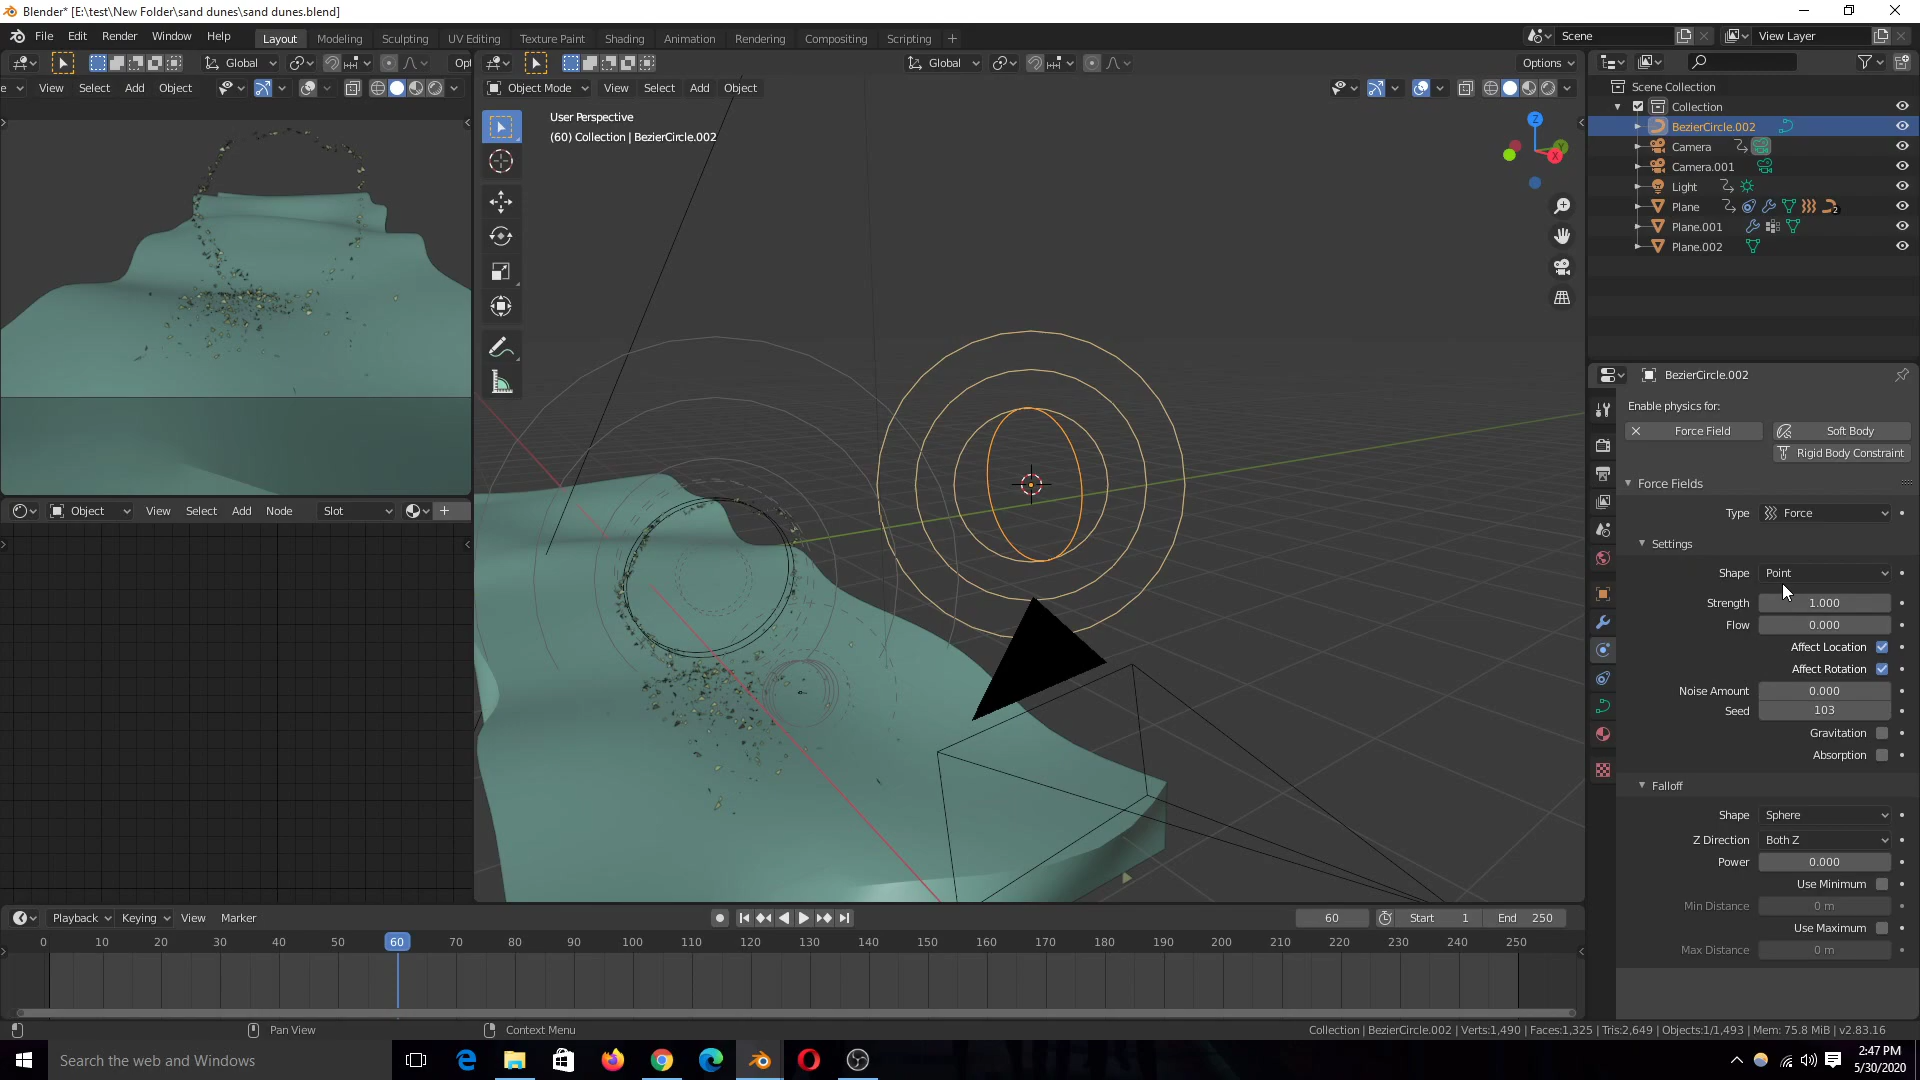 Blender* [E:\test\New Folder\sand dunes\sand dunes.blend]
File Edit Render Window Help Layout Modeling Sculpting UV Editing Texture Paint Shading Animation Rendering Compositing Scripting + Scene View Layer
Global Opt Global Options
e View Select Add Object Object Mode View Select Add Object
Scene Collection
Collection
BezierCircle.002
Camera
Camera.001
Light
Plane 2
Plane.001
Plane.002
User Perspective
(60) Collection | BezierCircle.002
Z
Y
X
BezierCircle.002
Enable physics for:
Force Field Soft Body
Rigid Body Constraint
Force Fields
Type Force
Settings
Shape Point
Strength 1.000
Flow 0.000
Affect Location
Affect Rotation
Noise Amount 0.000
Seed 103
Gravitation
Absorption
Falloff
Shape Sphere
Z Direction Both Z
Power 0.000
Use Minimum
Min Distance 0 m
Use Maximum
Max Distance 0 m
Object View Select Add Node Slot
Playback Keying View Marker 60 Start 1 End 250
0 10 20 30 40 50 60 70 80 90 100 110 120 130 140 150 160 170 180 190 200 210 220 230 240 250
Pan View Context Menu Collection | BezierCircle.002 | Verts:1,490 | Faces:1,325 | Tris:2,649 | Objects:1/1,493 | Mem: 75.8 MiB | v2.83.16
Search the web and Windows
2:47 PM
5/30/2020